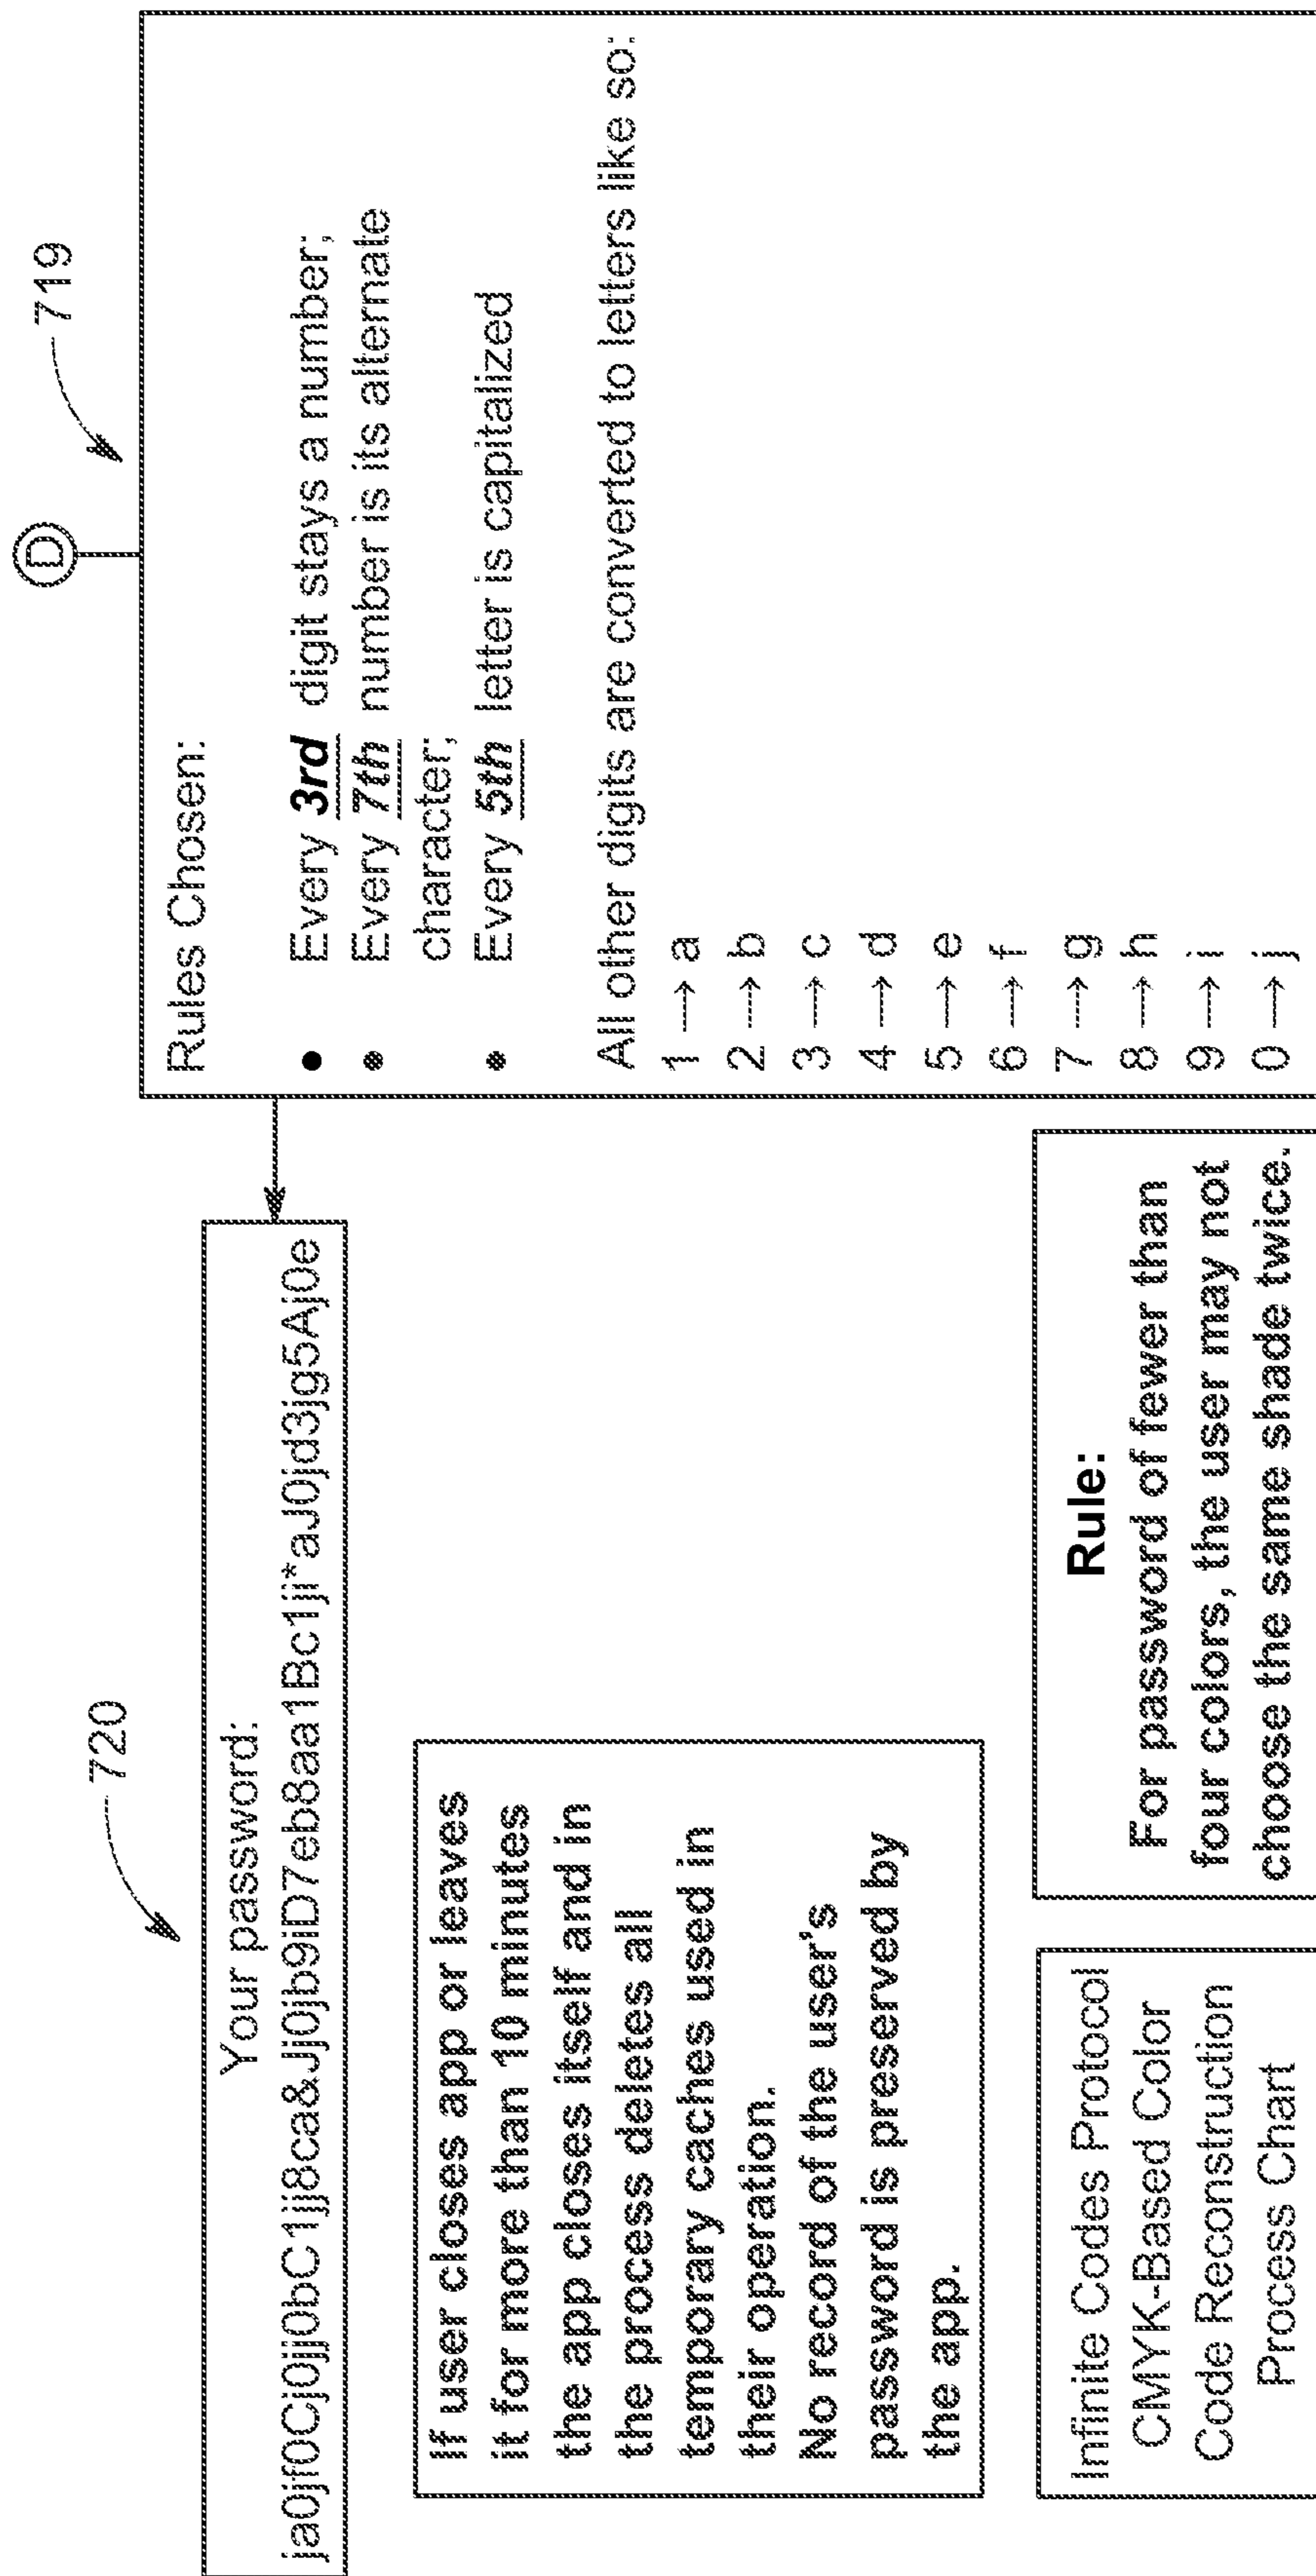 720
Your password:
ja0jf0Cj0jj0bC1jj8ca&Jj0jb9iD7eb8aa1Bc1ji*aJ0jd3jg5Aj0e
If user closes app or leaves
it for more than 10 minutes
the app closes itself and in
the process deletes all
temporary caches used in
their operation.
No record of the user's
password is preserved by
the app.
Infinite Codes Protocol
CMYK-Based Color
Code Reconstruction
Process Chart
Rule:
For password of fewer than
four colors, the user may not
choose the same shade twice.
D
719
Rules Chosen:
● Every 3rd digit stays a number;
● Every 7th number is its alternate
character;
● Every 5th letter is capitalized
All other digits are converted to letters like so:
1 → a
2 → b
3 → c
4 → d
5 → e
6 → f
7 → g
8 → h
9 → i
0 → j